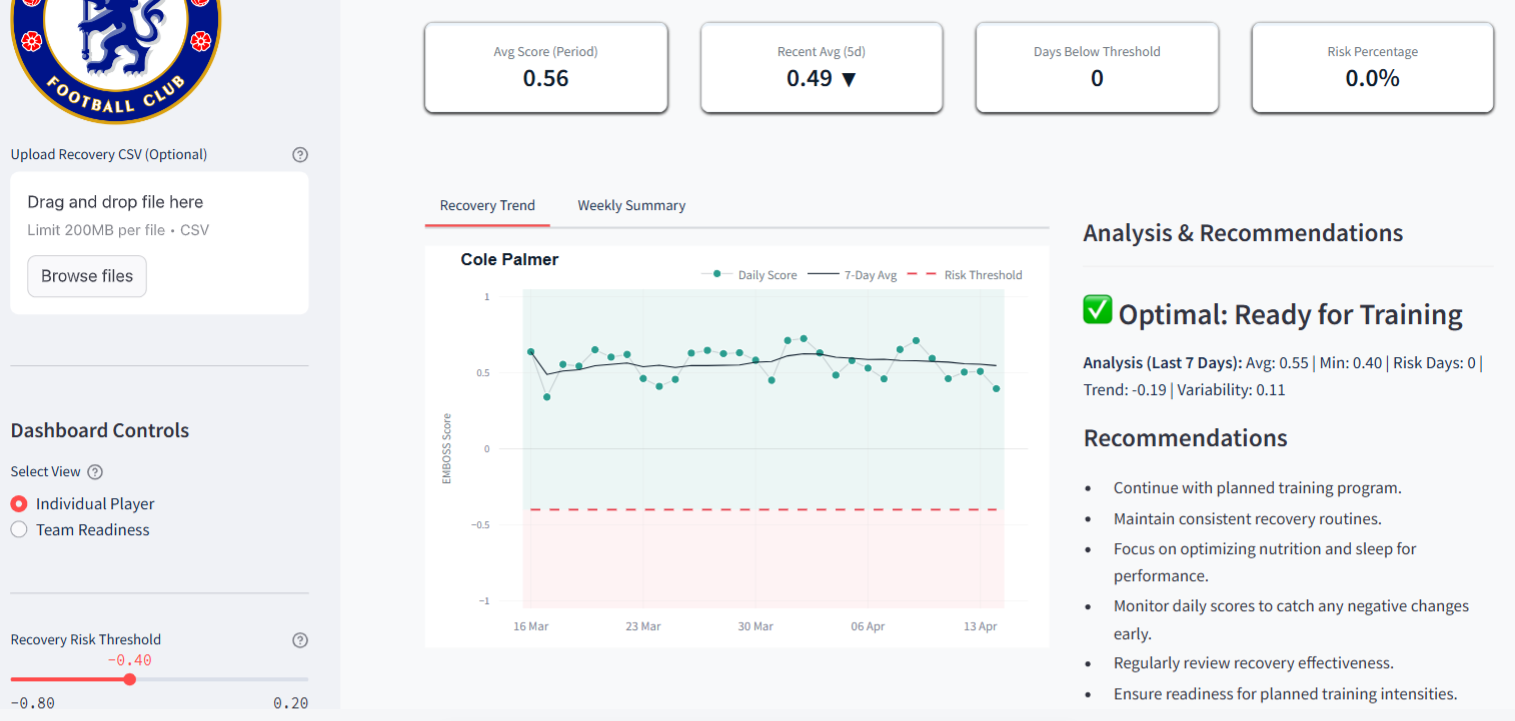 FOOTBALL CLUB
Upload Recovery CSV (Optional)
Drag and drop file here
Limit 200MB per file • CSV
Browse files
Dashboard Controls
Select View
Individual Player
Team Readiness
Recovery Risk Threshold
-0.40
-0.80 0.20
Avg Score (Period)
0.56
Recent Avg (5d)
0.49 ▼
Days Below Threshold
0
Risk Percentage
0.0%
Recovery Trend Weekly Summary
Cole Palmer
Daily Score 7-Day Avg Risk Threshold
EMBOSS Score
1
0.5
0
−0.5
−1
16 Mar 23 Mar 30 Mar 06 Apr 13 Apr
Analysis & Recommendations
✅ Optimal: Ready for Training
Analysis (Last 7 Days): Avg: 0.55 | Min: 0.40 | Risk Days: 0 |
Trend: -0.19 | Variability: 0.11
Recommendations
• Continue with planned training program.
• Maintain consistent recovery routines.
• Focus on optimizing nutrition and sleep for
performance.
• Monitor daily scores to catch any negative changes
early.
• Regularly review recovery effectiveness.
• Ensure readiness for planned training intensities.